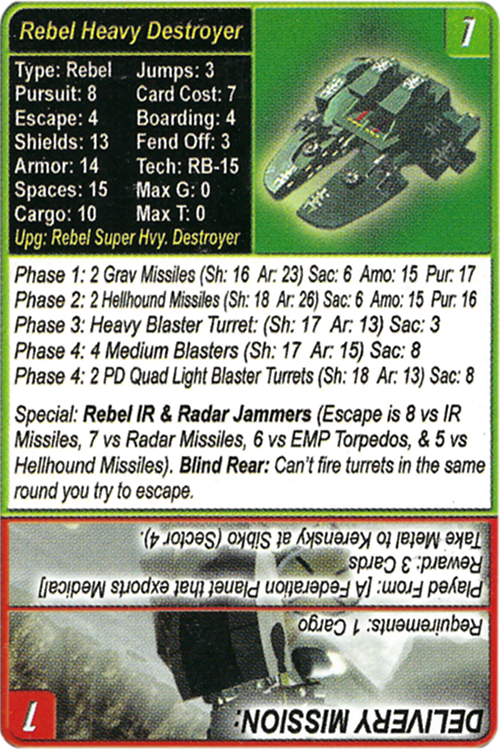 Rebel Heavy Destroyer
1
Type: Rebel Jumps: 3
Pursuit: 8 Card Cost: 7
Escape: 4 Boarding: 4
Shields: 13 Fend Off: 3
Armor: 14 Tech: RB-15
Spaces: 15 Max G: 0
Cargo: 10 Max T: 0
Upg: Rebel Super Hvy. Destroyer
Phase 1: 2 Grav Missiles (Sh: 16 Ar: 23) Sac: 6 Amo: 15 Pur: 17
Phase 2: 2 Hellhound Missiles (Sh: 18 Ar: 26) Sac: 6 Amo: 15 Pur: 16
Phase 3: Heavy Blaster Turret: (Sh: 17 Ar: 13) Sac: 3
Phase 4: 4 Medium Blasters (Sh: 17 Ar: 15) Sac: 8
Phase 4: 2 PD Quad Light Blaster Turrets (Sh: 18 Ar: 13) Sac: 8
Special: Rebel IR & Radar Jammers (Escape is 8 vs IR
Missiles, 7 vs Radar Missiles, 6 vs EMP Torpedos, & 5 vs
Hellhound Missiles). Blind Rear: Can't fire turrets in the same
round you try to escape.
DELIVERY MISSION:
1
Requirements: 1 Cargo
Played From: [A Federation Planet that exports Medical]
Reward: 3 Cards
Take Metal to Kerensky at Sibko (Sector 4).